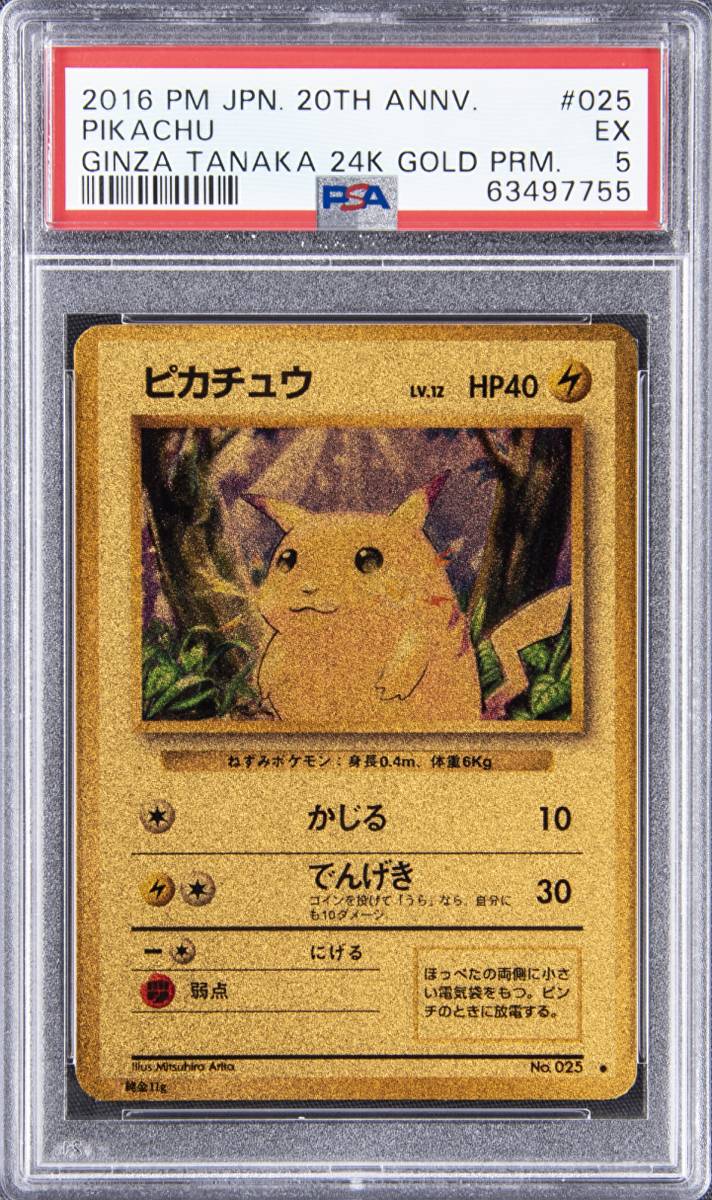 2016 PM JPN. 20TH ANNV. #025
PIKACHU EX
GINZA TANAKA 24K GOLD PRM. 5
PSA 63497755
ピカチュウ LV.12 HP40
ねずみポケモン:身長0.4m、体重6Kg
かじる 10
でんげき 30
コインを投げて「うら」なら、自分に
も10ダメージ。
にげる
弱点
ほっぺたの両側に小さ
い電気袋をもつ。ピン
チのときに放電する。
Illus. Mitsuhiro Arita No. 025
純金11g